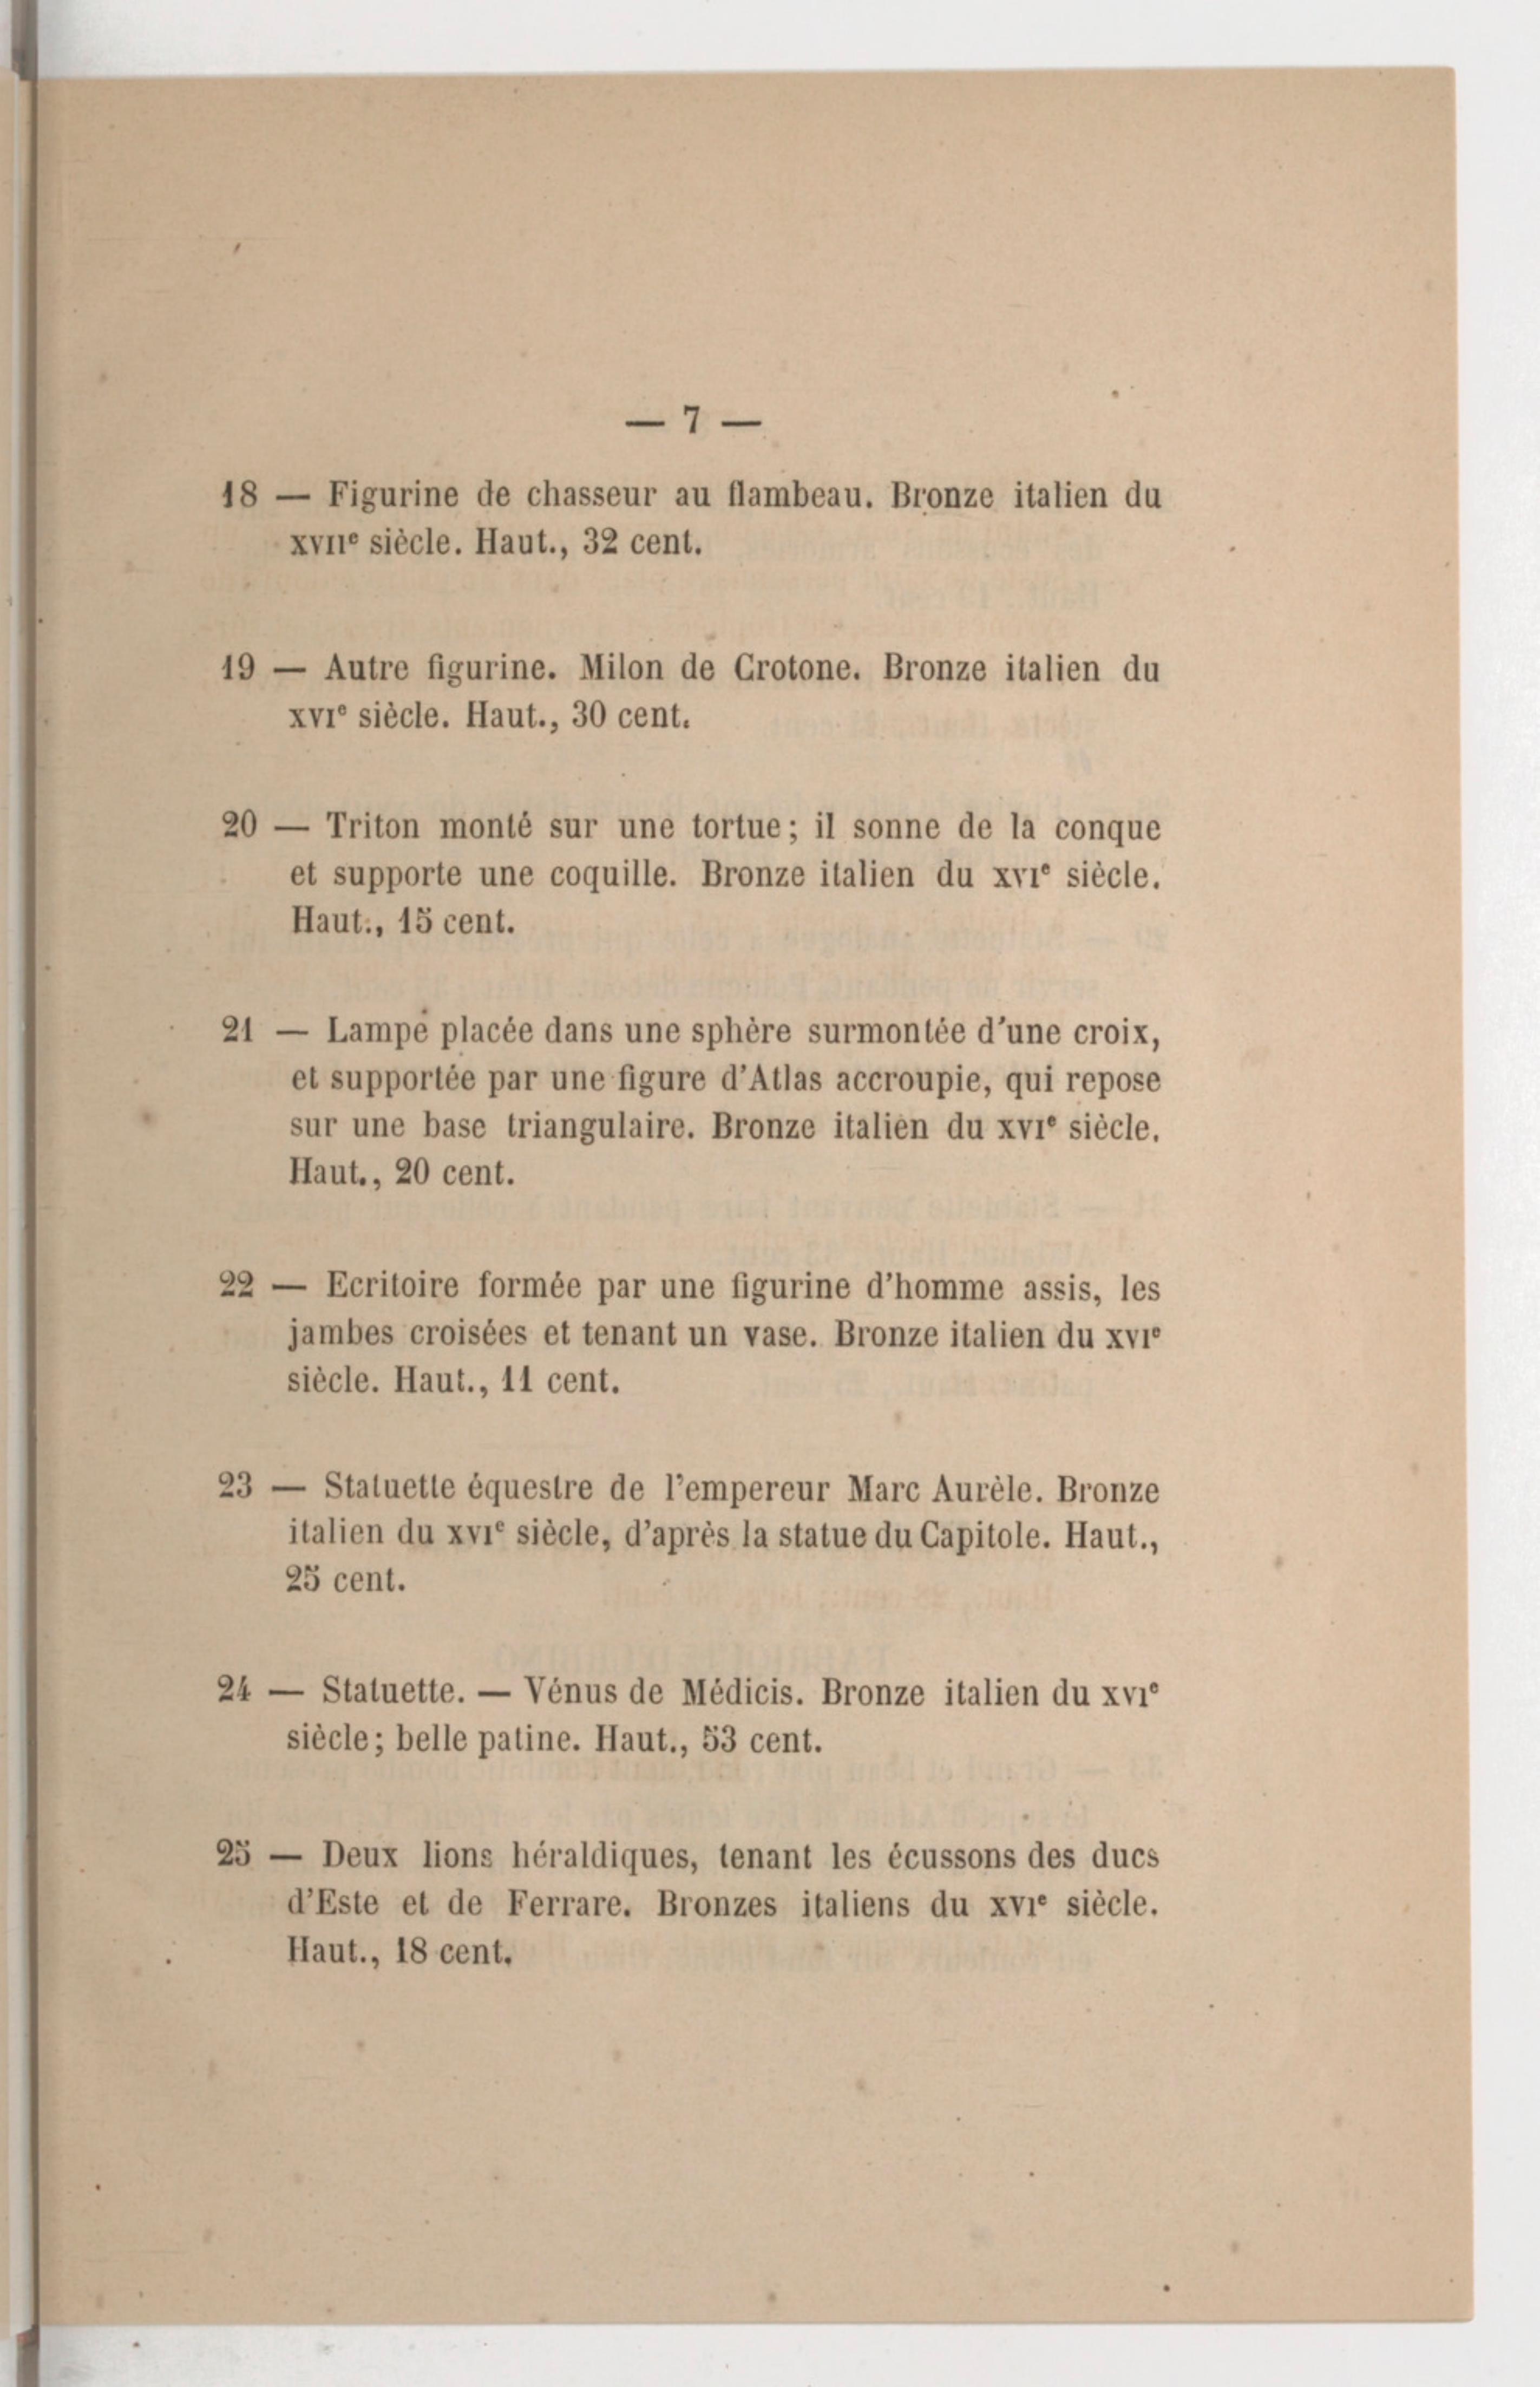 — 7 —
18 — Figurine de chasseur au flambeau. Bronze italien du
XVIIe siècle. Haut., 32 cent.
19 — Autre figurine. Milon de Crotone. Bronze italien du
XVIe siècle. Haut., 30 cent.
20 — Triton monté sur une tortue; il sonne de la conque
et supporte une coquille. Bronze italien du XVIe siècle.
Haut., 15 cent.
21 — Lampe placée dans une sphère surmontée d'une croix,
et supportée par une figure d'Atlas accroupie, qui repose
sur une base triangulaire. Bronze italien du XVIe siècle.
Haut., 20 cent.
22 — Ecritoire formée par une figurine d'homme assis, les
jambes croisées et tenant un vase. Bronze italien du XVIe
siècle. Haut., 11 cent.
23 — Statuette équestre de l'empereur Marc Aurèle. Bronze
italien du XVIe siècle, d'après la statue du Capitole. Haut.,
25 cent.
24 — Statuette. — Vénus de Médicis. Bronze italien du XVIe
siècle; belle patine. Haut., 53 cent.
25 — Deux lions héraldiques, tenant les écussons des ducs
d'Este et de Ferrare. Bronzes italiens du XVIe siècle.
Haut., 18 cent.